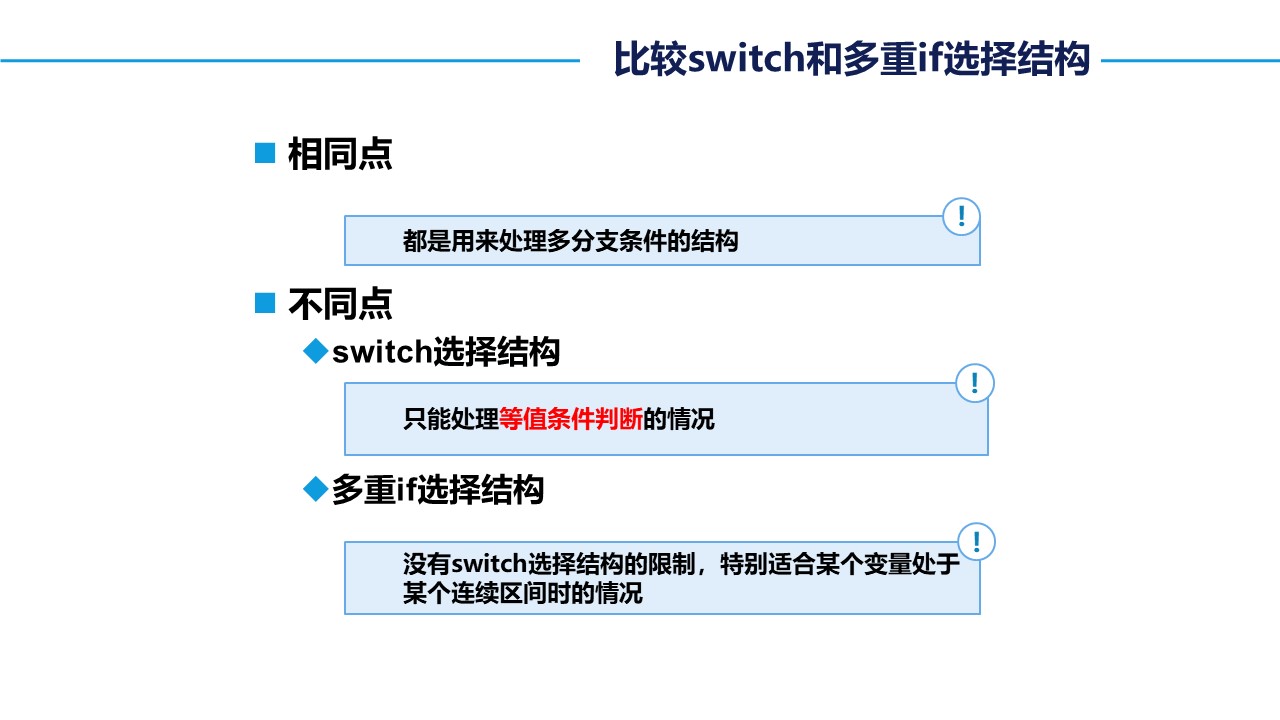 比较switch和多重if选择结构
相同点
!
都是用来处理多分支条件的结构
不同点
switch选择结构
!
只能处理等值条件判断的情况
多重if选择结构
!
没有switch选择结构的限制，特别适合某个变量处于
某个连续区间时的情况